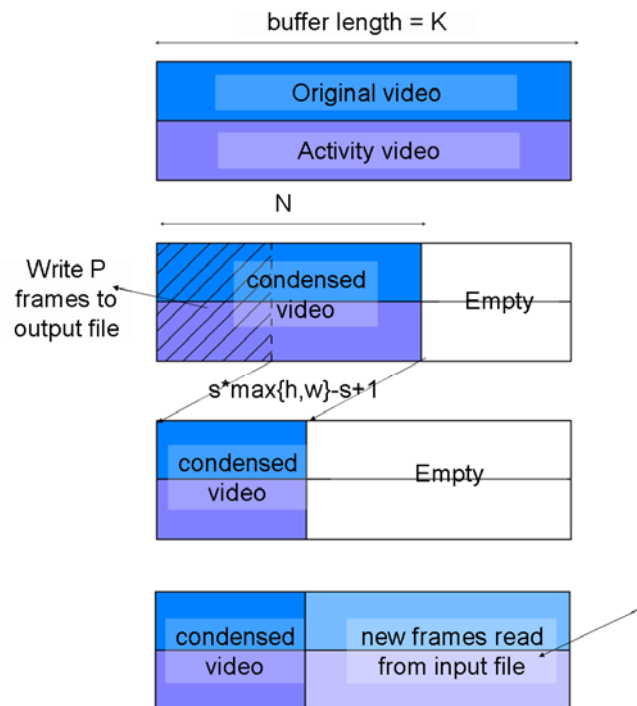 buffer length = K
Original video
Activity video
N
Write P
frames to
output file
condensed
video
Empty
s*max{h,w}-s+1
condensed
video
Empty
condensed
video
new frames read
from input file